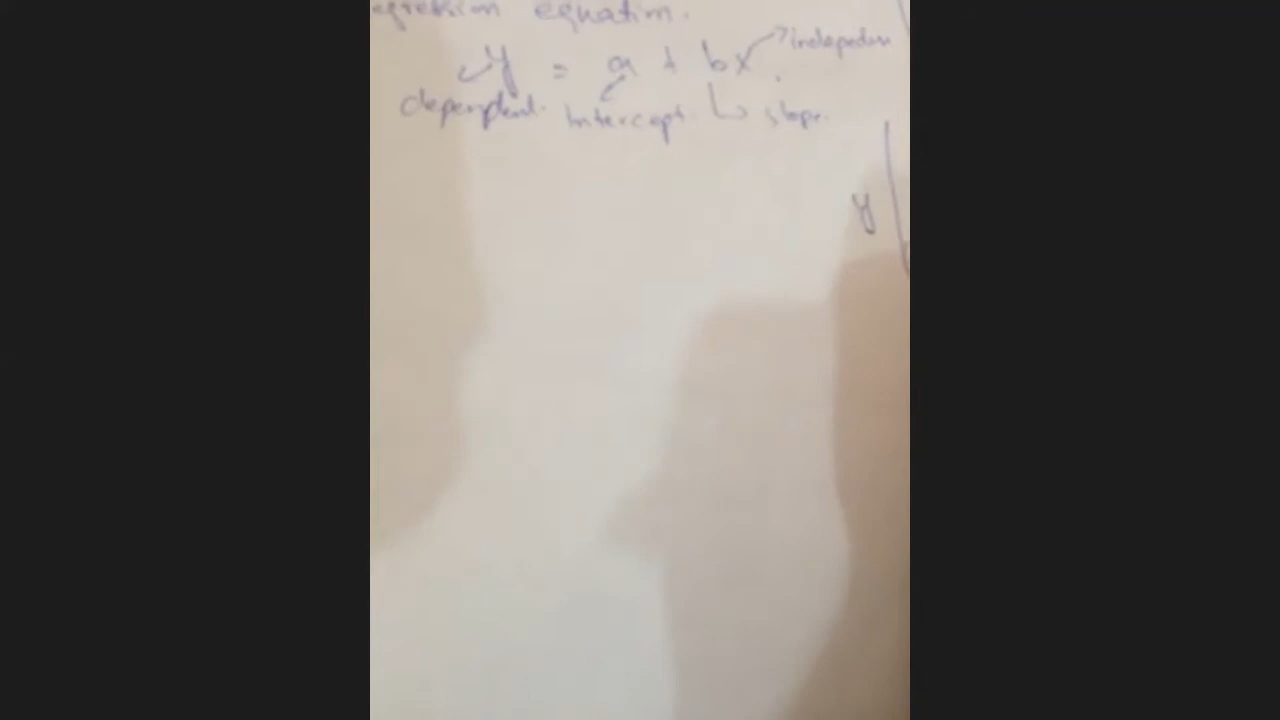 egression equation.
independen
y = a + bx.
dependent. Intercept. slope.
y